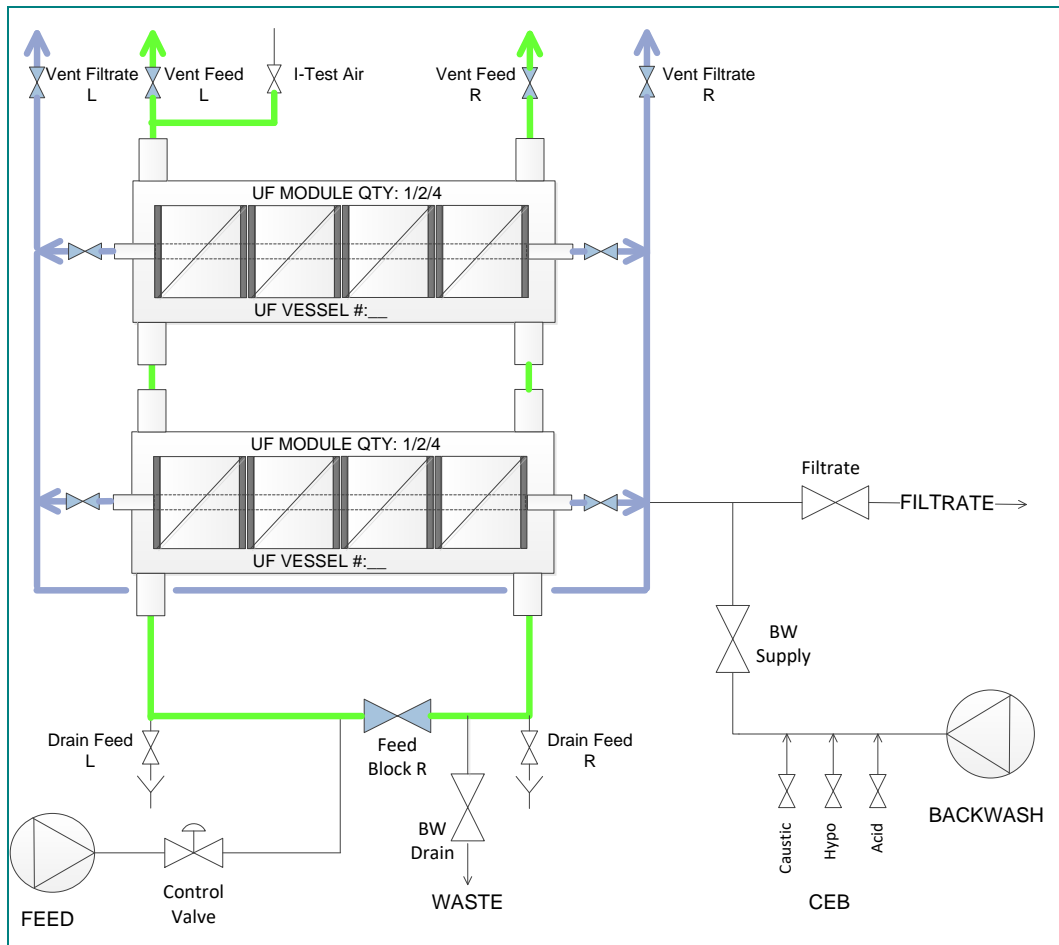 Vent Filtrate
L
Vent Feed
L
I-Test Air
Vent Feed
R
Vent Filtrate
R
UF MODULE QTY: 1/2/4
UF VESSEL #:__
UF MODULE QTY: 1/2/4
UF VESSEL #:__
Filtrate
FILTRATE
BW
Supply
Drain Feed
L
Feed
Block R
Drain Feed
R
BW
Drain
Control
Valve
FEED
WASTE
Caustic
Hypo
Acid
CEB
BACKWASH